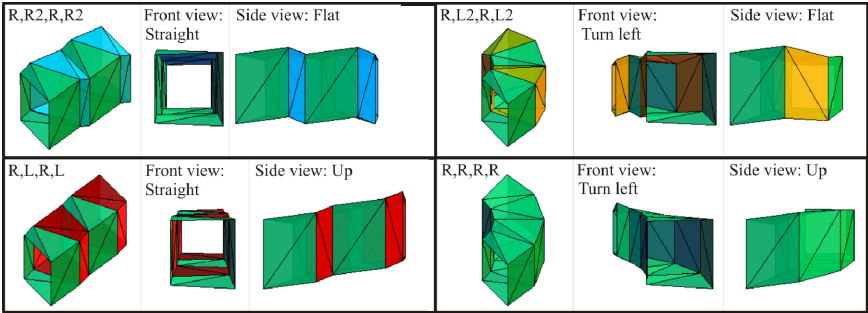 R,R2,R,R2
Front view:
Straight
Side view: Flat
R,L2,R,L2
Front view:
Turn left
Side view: Flat
R,L,R,L
Front view:
Straight
Side view: Up
R,R,R,R
Front view:
Turn left
Side view: Up